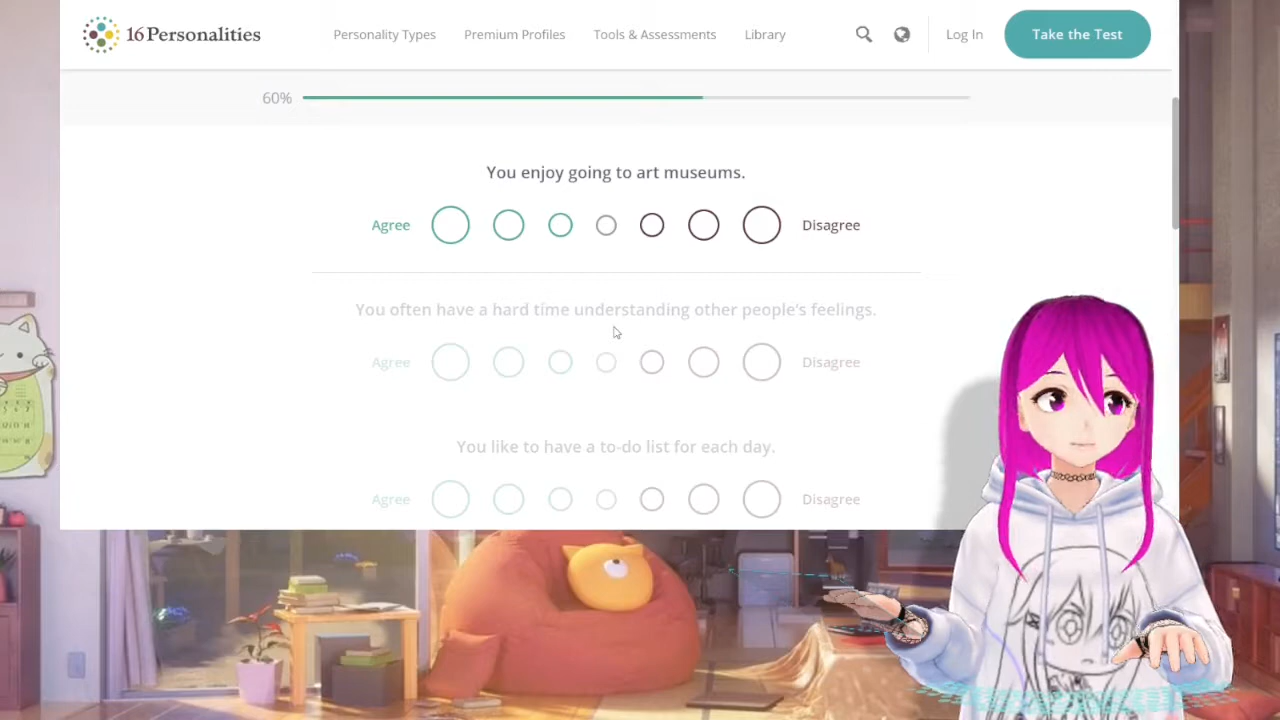 16Personalities
Personality Types Premium Profiles Tools & Assessments Library Log In Take the Test
60%
You enjoy going to art museums.
Agree Disagree
You often have a hard time understanding other people's feelings.
Agree Disagree
You like to have a to-do list for each day.
Agree Disagree